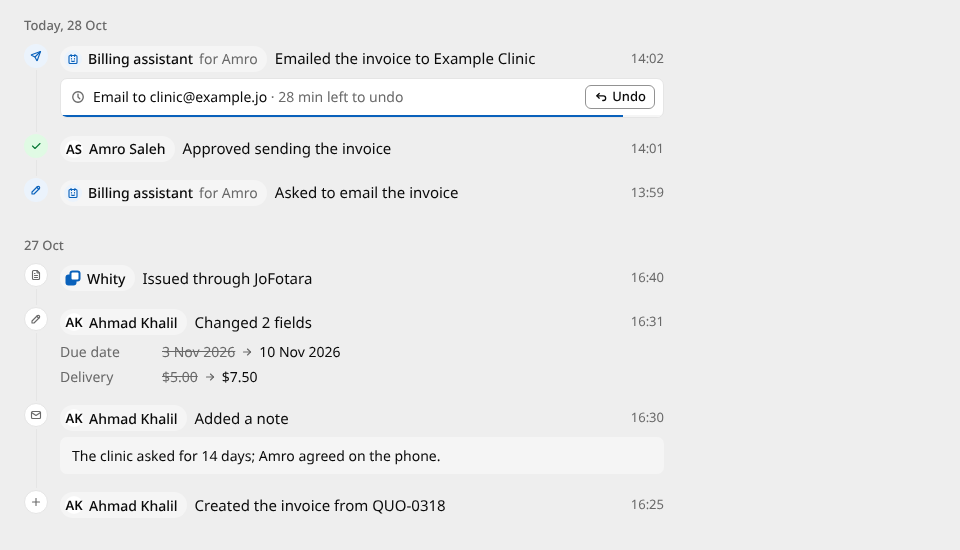 Today, 28 Oct
Billing assistant for Amro Emailed the invoice to Example Clinic 14:02
Email to clinic@example.jo · 28 min left to undo Undo
AS Amro Saleh Approved sending the invoice 14:01
Billing assistant for Amro Asked to email the invoice 13:59
27 Oct
Whity Issued through JoFotara 16:40
AK Ahmad Khalil Changed 2 fields 16:31
Due date 3 Nov 2026 → 10 Nov 2026
Delivery $5.00 → $7.50
AK Ahmad Khalil Added a note 16:30
The clinic asked for 14 days; Amro agreed on the phone.
AK Ahmad Khalil Created the invoice from QUO-0318 16:25